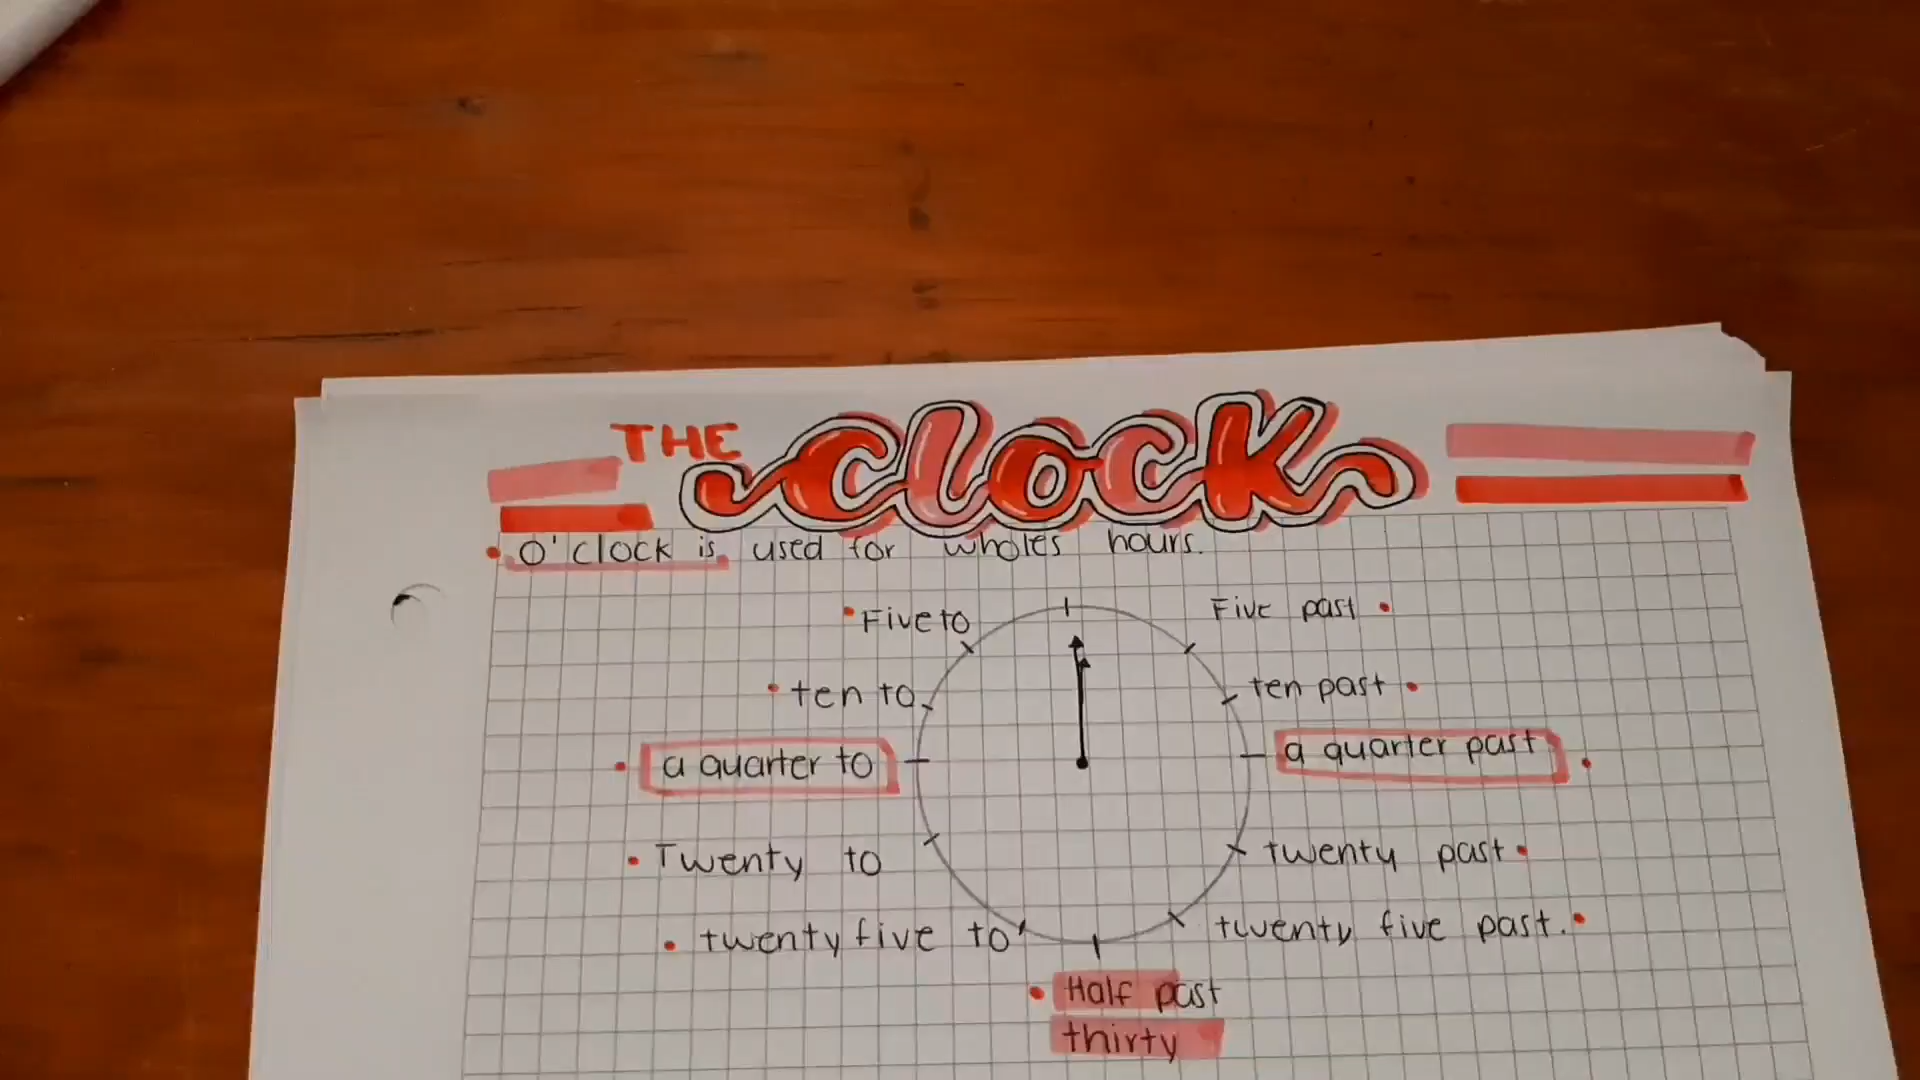 THE clock
O'clock is used for wholes hours.
Five to
Five past
ten to
ten past
a quarter to
a quarter past
Twenty to
twenty past
twenty five to
twenty five past.
Half past
thirty